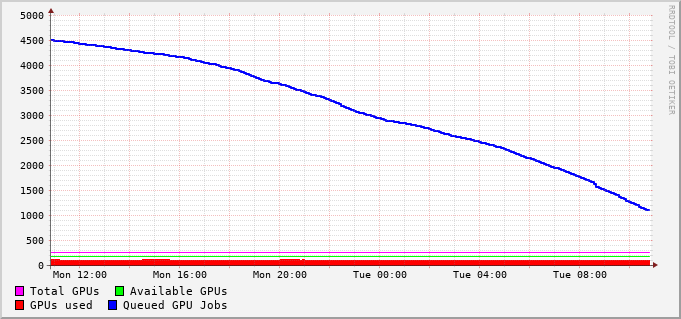 5000
4500
4000
3500
3000
2500
2000
1500
1000
500
0
Mon 12:00 Mon 16:00 Mon 20:00 Tue 00:00 Tue 04:00 Tue 08:00
Total GPUs Available GPUs
GPUs used Queued GPU Jobs
RRDTOOL / TOBI OETIKER